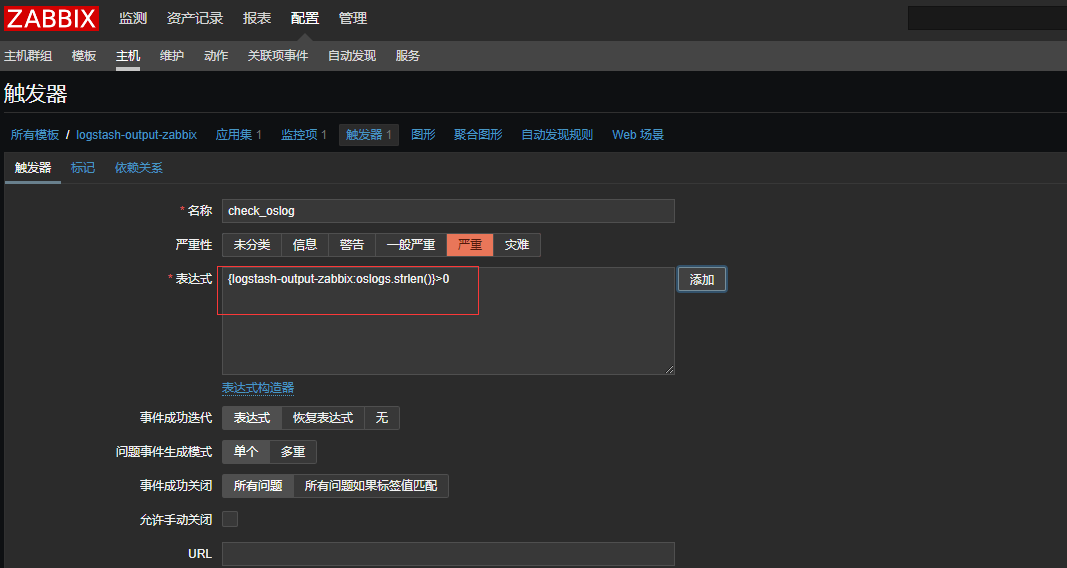 ZABBIX 监测 资产记录 报表 配置 管理
主机群组 模板 主机 维护 动作 关联项事件 自动发现 服务
触发器
所有模板 / logstash-output-zabbix 应用集 1 监控项 1 触发器 1 图形 聚合图形 自动发现规则 Web 场景
触发器 标记 依赖关系
* 名称 check_oslog
严重性 未分类 信息 警告 一般严重 严重 灾难
* 表达式 {logstash-output-zabbix:oslogs.strlen()}>0 添加
表达式构造器
事件成功迭代 表达式 恢复表达式 无
问题事件生成模式 单个 多重
事件成功关闭 所有问题 所有问题如果标签值匹配
允许手动关闭
URL